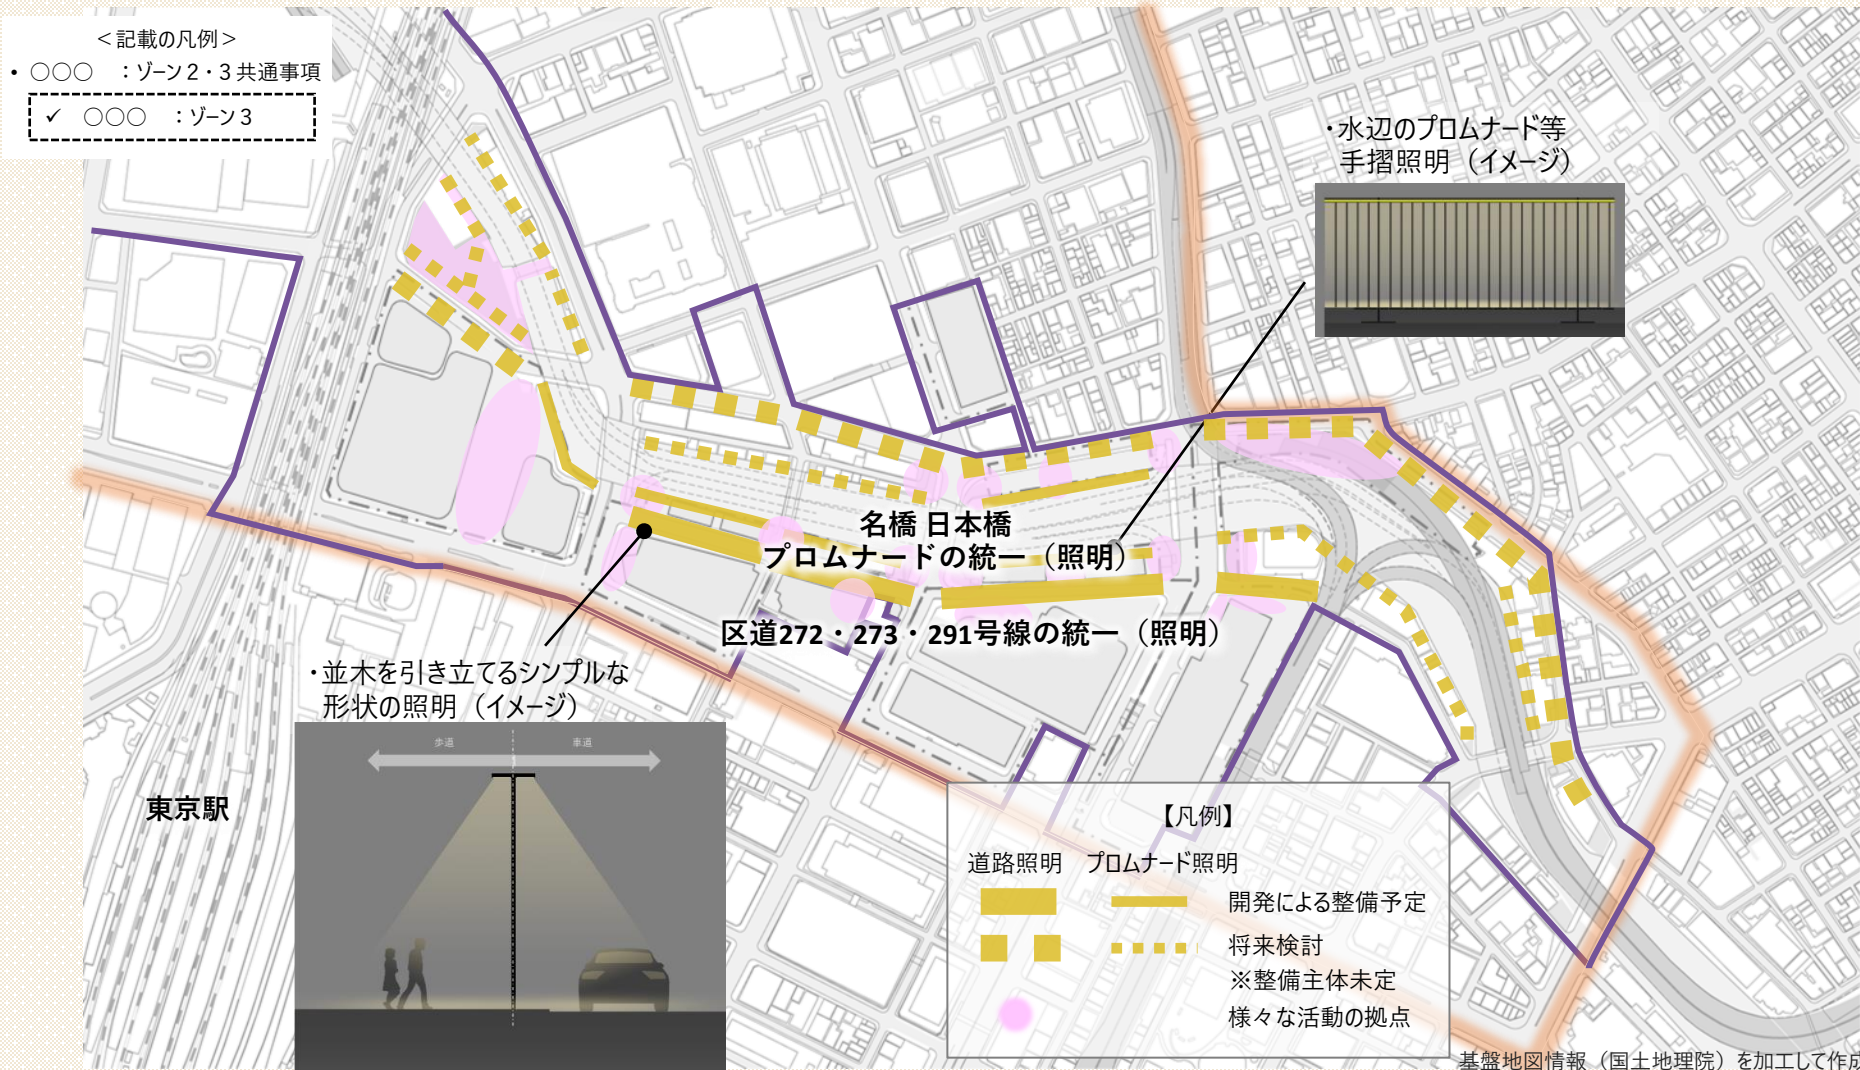 ＜記載の凡例＞
・ 〇〇〇 ：ゾーン２・３共通事項
✓ 〇〇〇 ：ゾーン３
・水辺のプロムナード等
手摺照明（イメージ）
名橋 日本橋
プロムナードの統一（照明）
区道272・273・291号線の統一（照明）
・並木を引き立てるシンプルな
形状の照明（イメージ）
歩道 車道
東京駅
【凡例】
道路照明 プロムナード照明
開発による整備予定
将来検討
※整備主体未定
様々な活動の拠点
基盤地図情報（国土地理院）を加工して作成